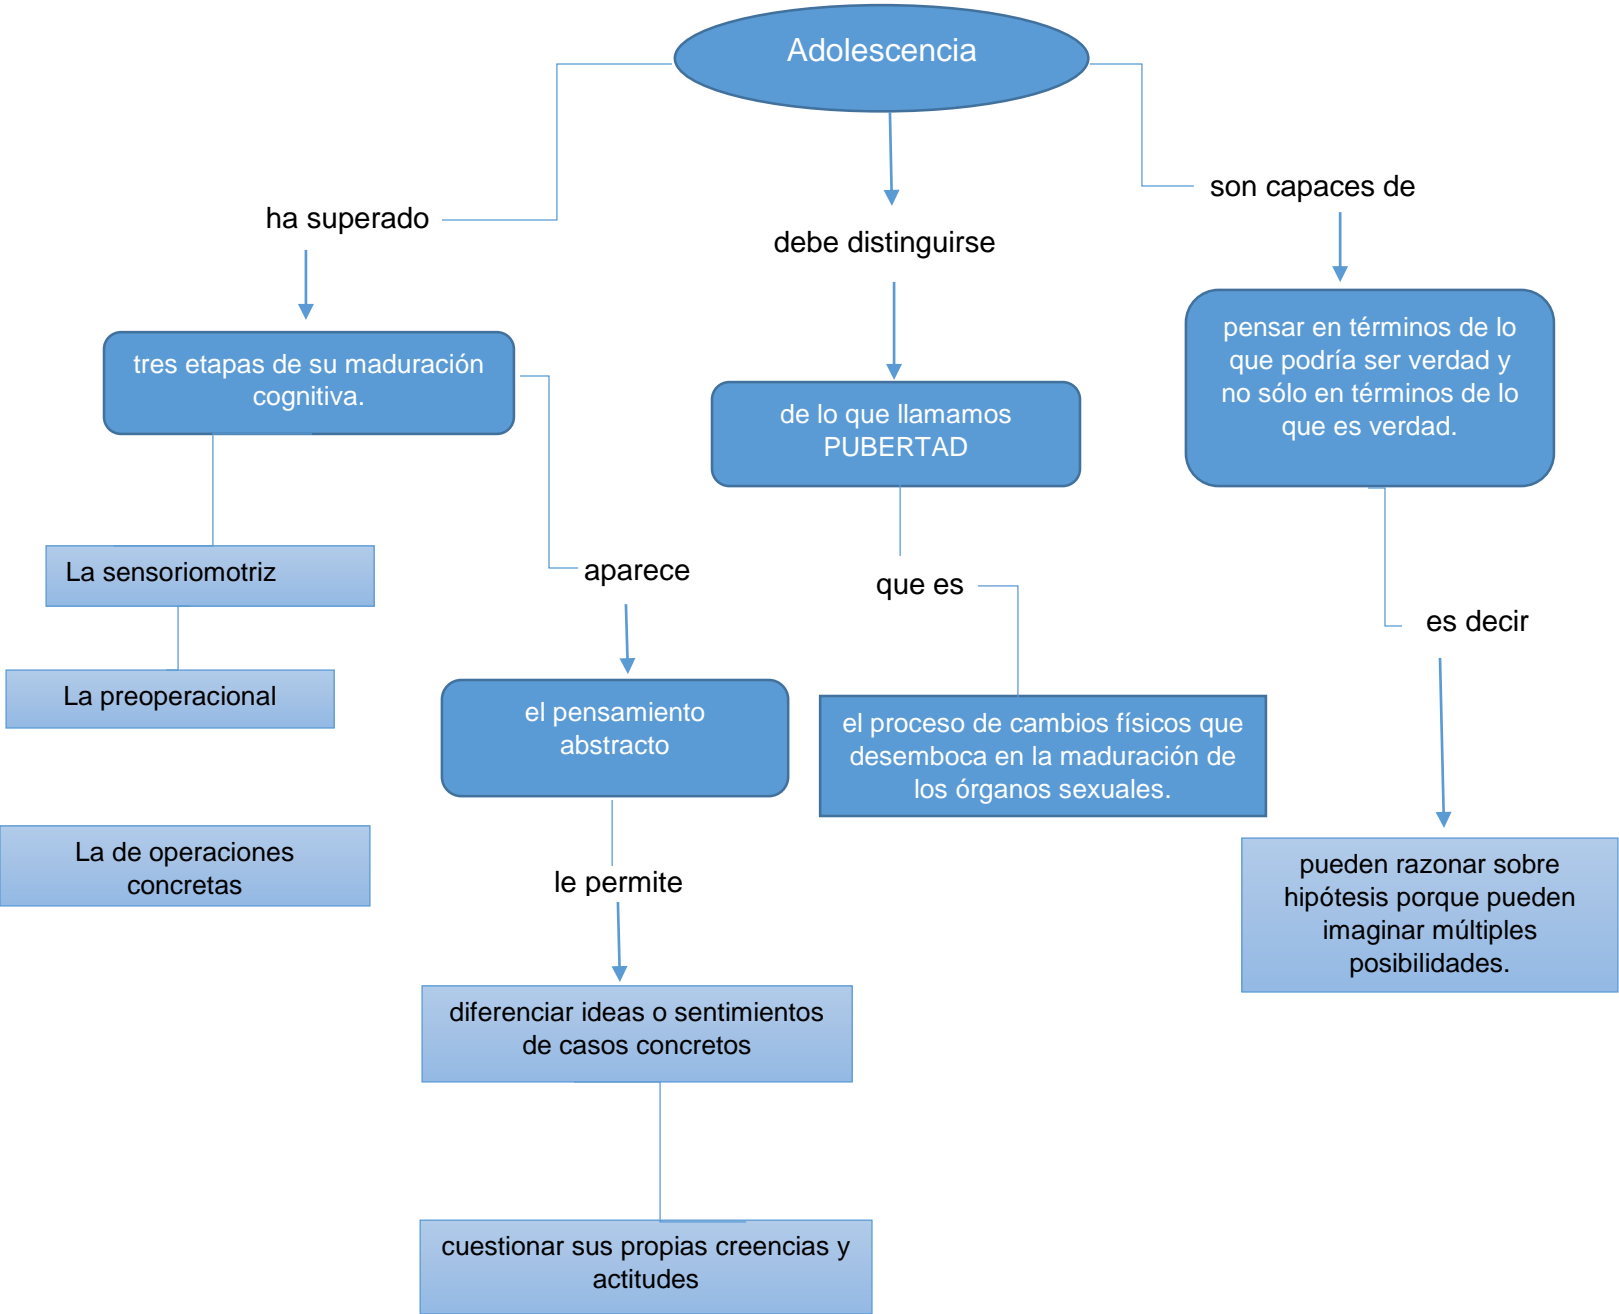 Adolescencia
ha superado
debe distinguirse
son capaces de
tres etapas de su maduración
cognitiva.
de lo que llamamos
PUBERTAD
pensar en términos de lo
que podría ser verdad y
no sólo en términos de lo
que es verdad.
La sensoriomotriz
La preoperacional
La de operaciones
concretas
aparece
el pensamiento
abstracto
le permite
diferenciar ideas o sentimientos
de casos concretos
cuestionar sus propias creencias y
actitudes
que es
el proceso de cambios físicos que
desemboca en la maduración de
los órganos sexuales.
es decir
pueden razonar sobre
hipótesis porque pueden
imaginar múltiples
posibilidades.